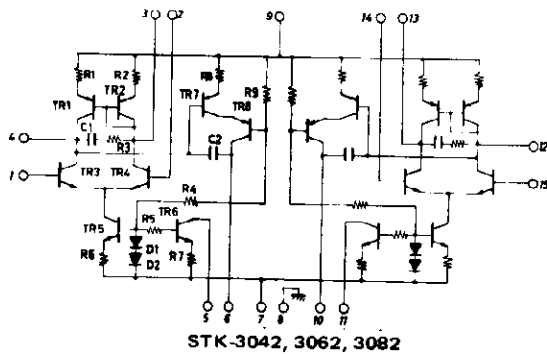 3 2 9 14 13
R1 R2 R8 R9
TR1 TR2 TR7 TR8
4 C1 R3 C2 12
1 TR3 TR4 15
R4
TR5 R5 TR6
R6 D1 R7
D2
5 6 7 8 10 11
STK-3042, 3062, 3082